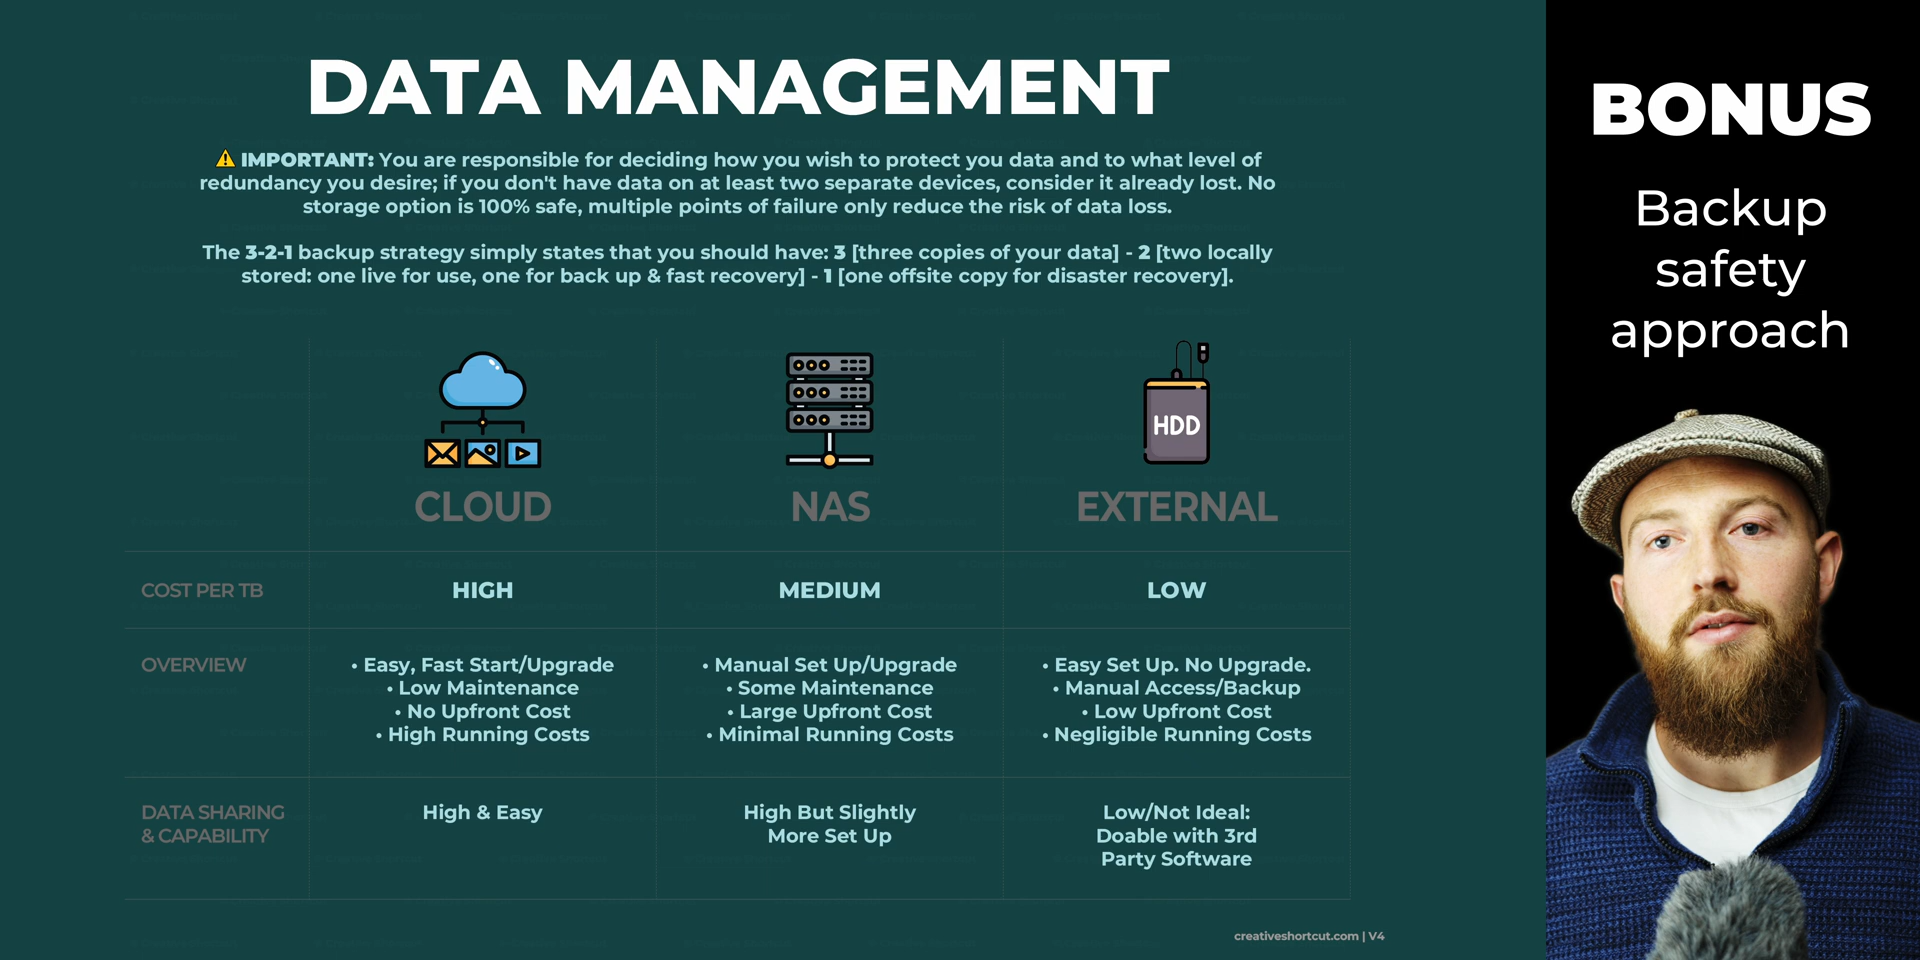 DATA MANAGEMENT
⚠ IMPORTANT: You are responsible for deciding how you wish to protect you data and to what level of
redundancy you desire; if you don't have data on at least two separate devices, consider it already lost. No
storage option is 100% safe, multiple points of failure only reduce the risk of data loss.
The 3-2-1 backup strategy simply states that you should have: 3 [three copies of your data] - 2 [two locally
stored: one live for use, one for back up & fast recovery] - 1 [one offsite copy for disaster recovery].
HDD
CLOUD
NAS
EXTERNAL
COST PER TB
HIGH
MEDIUM
LOW
OVERVIEW
• Easy, Fast Start/Upgrade
• Low Maintenance
• No Upfront Cost
• High Running Costs
• Manual Set Up/Upgrade
• Some Maintenance
• Large Upfront Cost
• Minimal Running Costs
• Easy Set Up. No Upgrade.
• Manual Access/Backup
• Low Upfront Cost
• Negligible Running Costs
DATA SHARING
& CAPABILITY
High & Easy
High But Slightly
More Set Up
Low/Not Ideal:
Doable with 3rd
Party Software
creativeshortcut.com | V4
BONUS
Backup
safety
approach